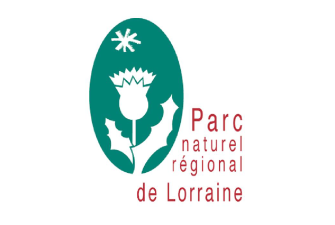 Parc
naturel
régional
de Lorraine